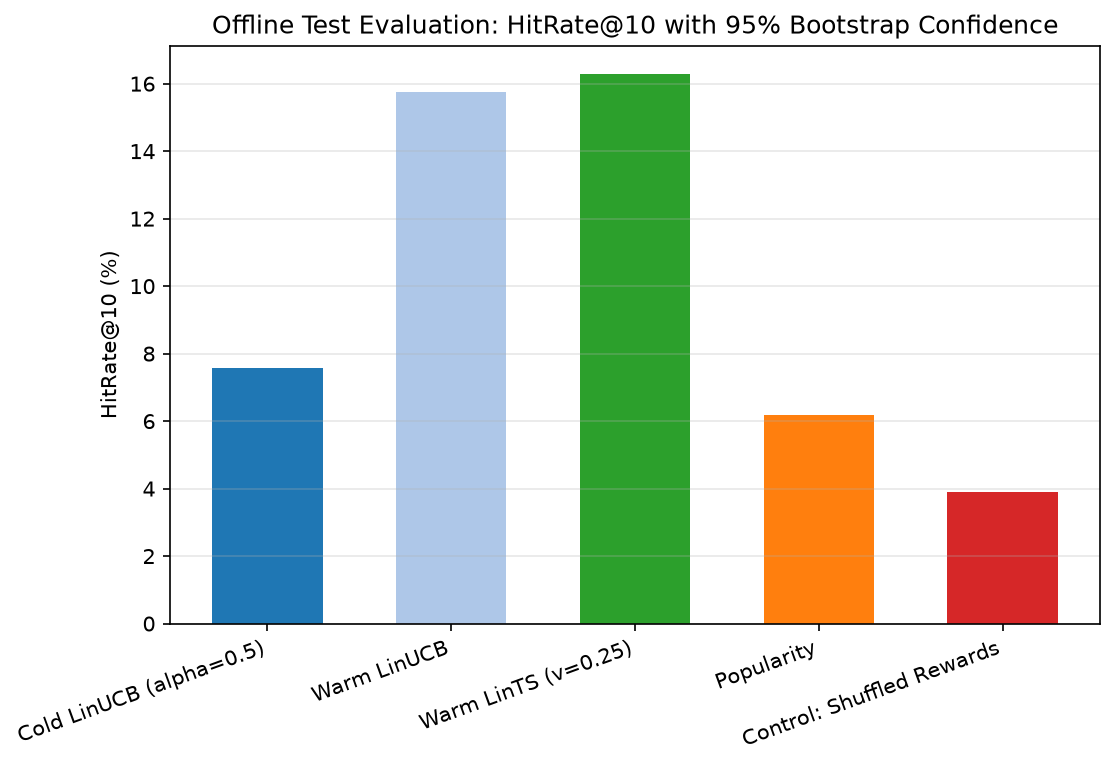 Offline Test Evaluation: HitRate@10 with 95% Bootstrap Confidence
HitRate@10 (%)
16
14
12
10
8
6
4
2
0
Cold LinUCB (alpha=0.5)
Warm LinUCB
Warm LinTS (v=0.25)
Popularity
Control: Shuffled Rewards